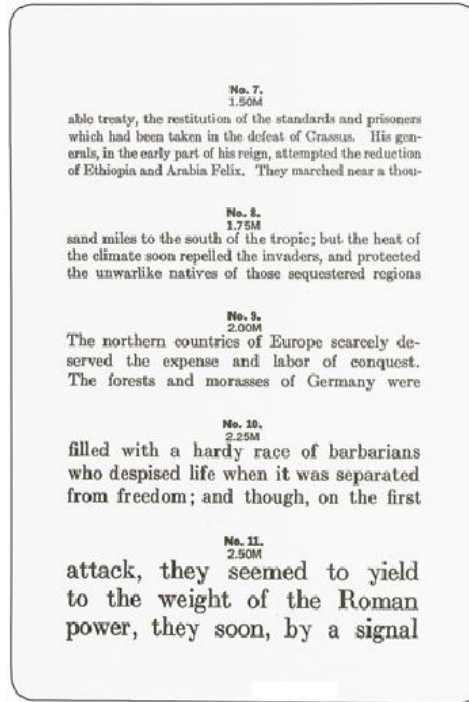 No. 7.
1.50M
able treaty, the restitution of the standards and prisoners
which had been taken in the defeat of Crassus. His gen-
erals, in the early part of his reign, attempted the reduction
of Ethiopia and Arabia Felix. They marched near a thou-
No. 8.
1.75M
sand miles to the south of the tropic; but the heat of
the climate soon repelled the invaders, and protected
the unwarlike natives of those sequestered regions
No. 9.
2.00M
The northern countries of Europe scarcely de-
served the expense and labor of conquest.
The forests and morasses of Germany were
No. 10.
2.25M
filled with a hardy race of barbarians
who despised life when it was separated
from freedom; and though, on the first
No. 11.
2.50M
attack, they seemed to yield
to the weight of the Roman
power, they soon, by a signal